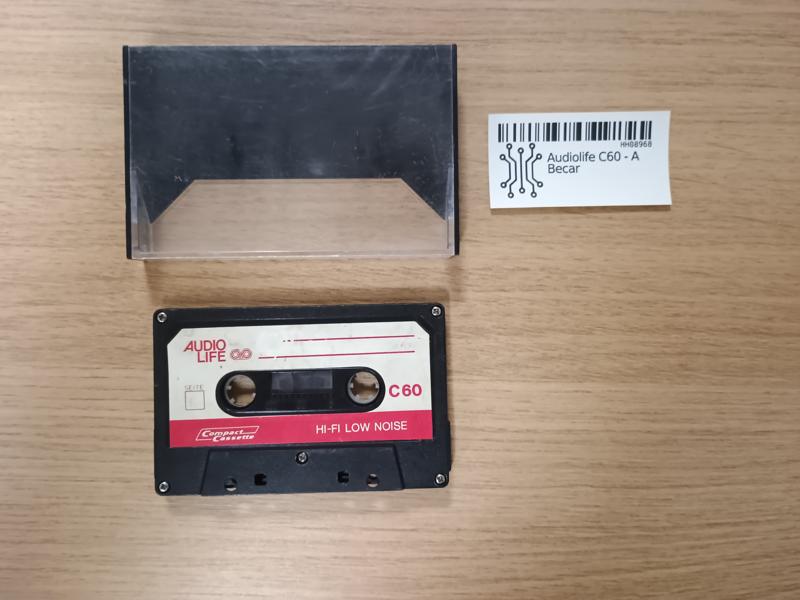 HH08968
Audiolife C60 - A
Becar
AUDIO
LIFE
SEITE
C60
Compact
Cassette
HI-FI LOW NOISE